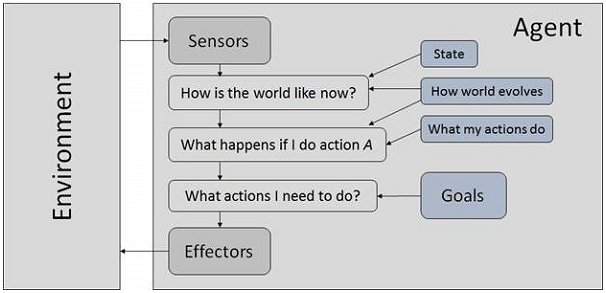 Agent
Environment
Sensors
State
How is the world like now?
How world evolves
What my actions do
What happens if I do action A
What actions I need to do?
Goals
Effectors